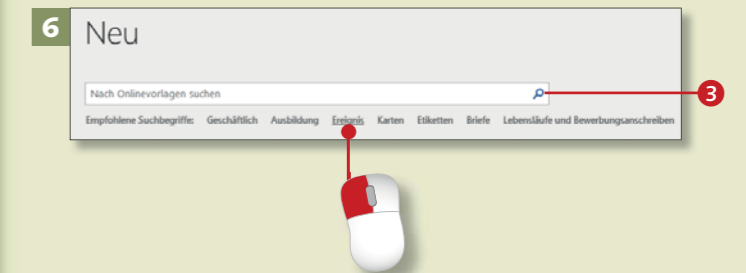 6
Neu
Nach Onlinevorlagen suchen
3
Empfohlene Suchbegriffe: Geschäftlich Ausbildung Ereignis Karten Etiketten Briefe Lebensläufe und Bewerbungsanschreiben